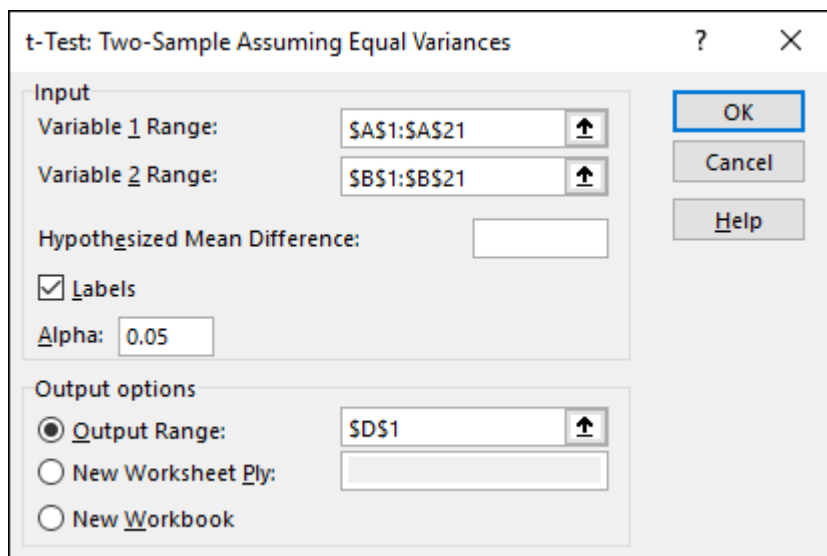 t-Test: Two-Sample Assuming Equal Variances
Input
Variable 1 Range: $A$1:$A$21
Variable 2 Range: $B$1:$B$21
Hypothesized Mean Difference:
Labels
Alpha: 0.05
OK
Cancel
Help
Output options
Output Range: $D$1
New Worksheet Ply:
New Workbook